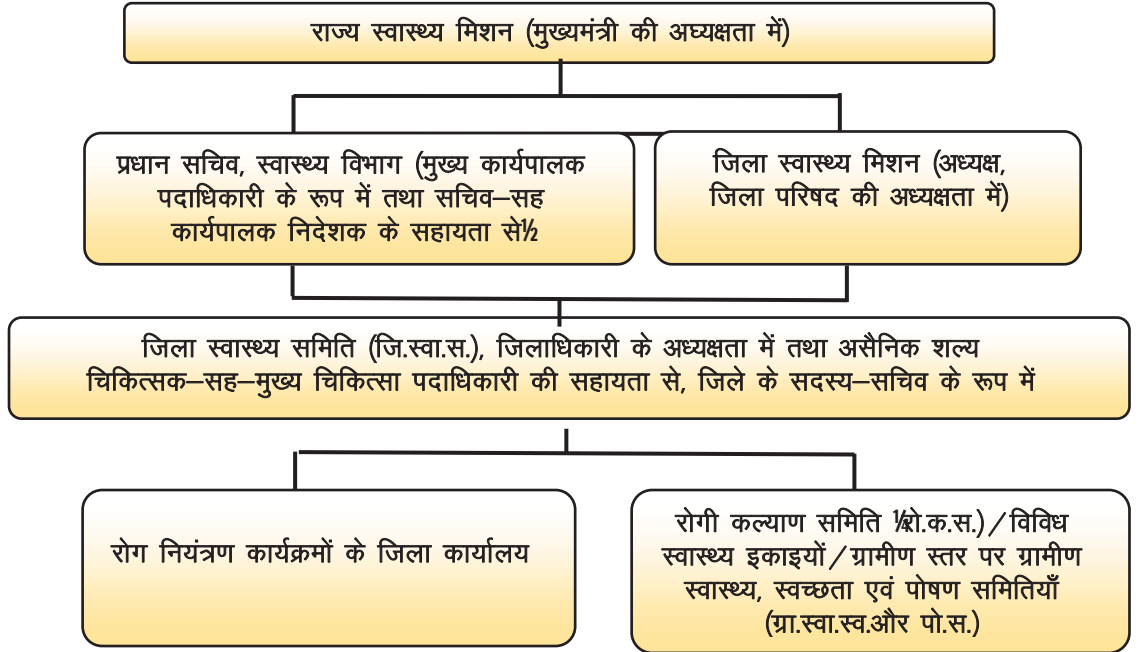 राज्य स्वास्थ्य मिशन (मुख्यमंत्री की अघ्यक्षता में)
प्रधान सचिव, स्वास्थ्य विभाग (मुख्य कार्यपालक
पदाधिकारी के रूप में तथा सचिव–सह
कार्यपालक निदेशक के सहायता से½
जिला स्वास्थ्य मिशन (अध्यक्ष,
जिला परिषद की अध्यक्षता में)
जिला स्वास्थ्य समिति (जि.स्वा.स.), जिलाधिकारी के अध्यक्षता में तथा असैनिक शल्य
चिकित्सक–सह–मुख्य चिकित्सा पदाधिकारी की सहायता से, जिले के सदस्य–सचिव के रूप में
रोग नियंत्रण कार्यक्रमों के जिला कार्यालय
रोगी कल्याण समिति ¼रो.क.स.)/विविध
स्वास्थ्य इकाइयों/ग्रामीण स्तर पर ग्रामीण
स्वास्थ्य, स्वच्छता एवं पोषण समितियाँ
(ग्रा.स्वा.स्व.और पो.स.)